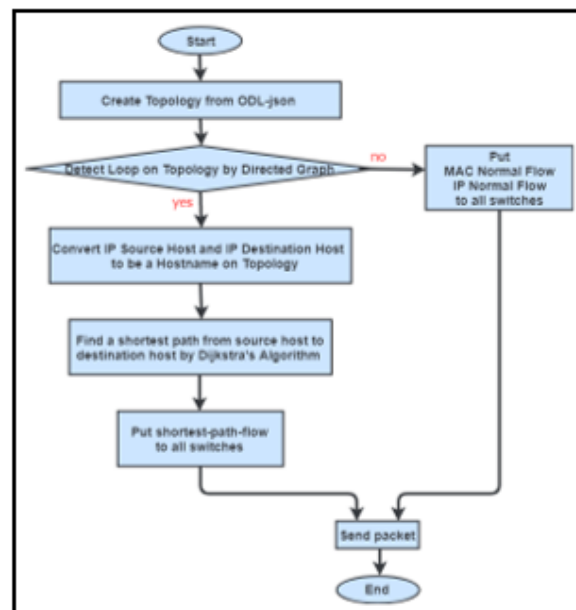 Start
Create Topology from ODL-json
Detect Loop on Topology by Directed Graph
no
Put
MAC Normal Flow
IP Normal Flow
to all switches
yes
Convert IP Source Host and IP Destination Host
to be a Hostname on Topology
Find a shortest path from source host to
destination host by Dijkstra's Algorithm
Put shortest-path-flow
to all switches
Send packet
End